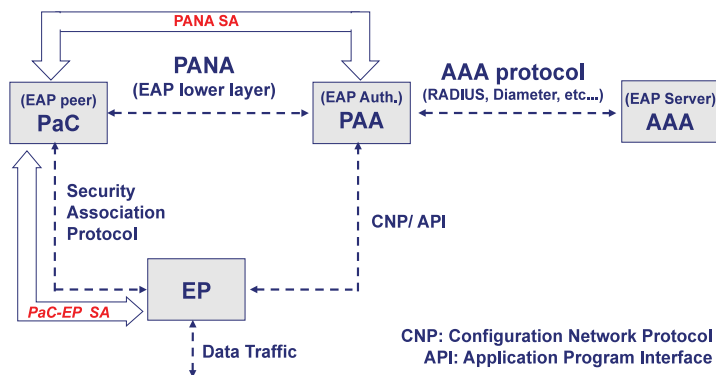 PANA SA
PANA
(EAP lower layer)
AAA protocol
(RADIUS, Diameter, etc...)
(EAP peer)
PaC
(EAP Auth.)
PAA
(EAP Server)
AAA
Security
Association
Protocol
CNP/ API
EP
PaC-EP SA
Data Traffic
CNP: Configuration Network Protocol
API: Application Program Interface